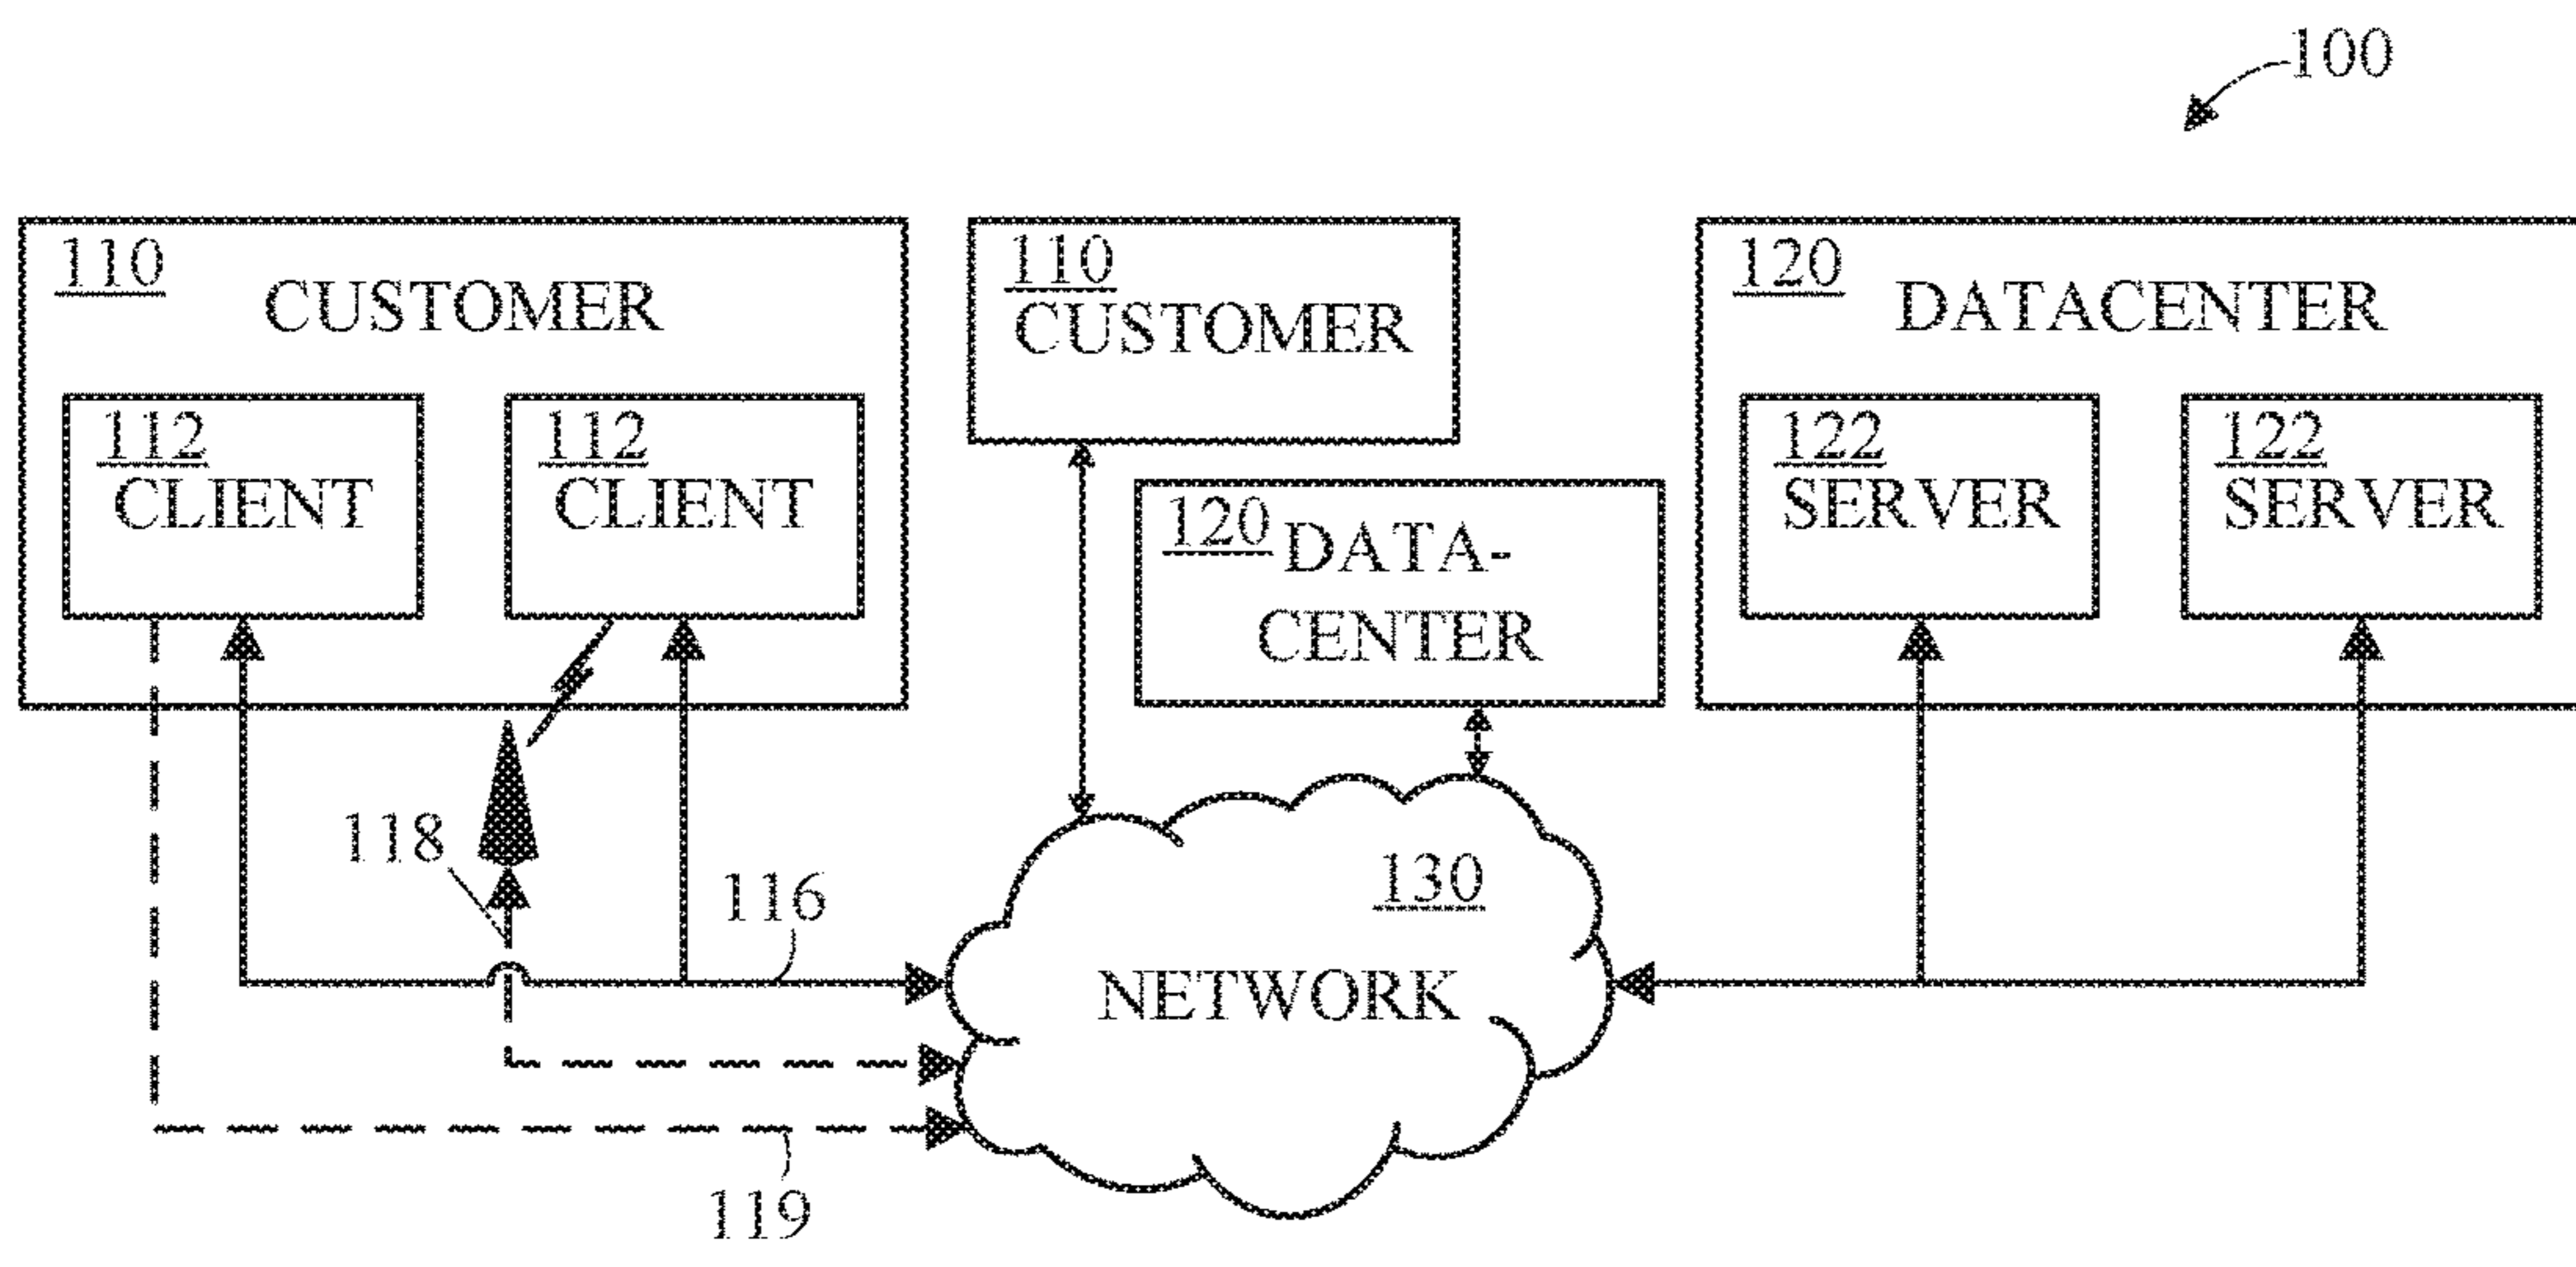 100
110
CUSTOMER
112
CLIENT
112
CLIENT
110
CUSTOMER
120
DATA-
CENTER
120
DATACENTER
122
SERVER
122
SERVER
118
116
130
NETWORK
119